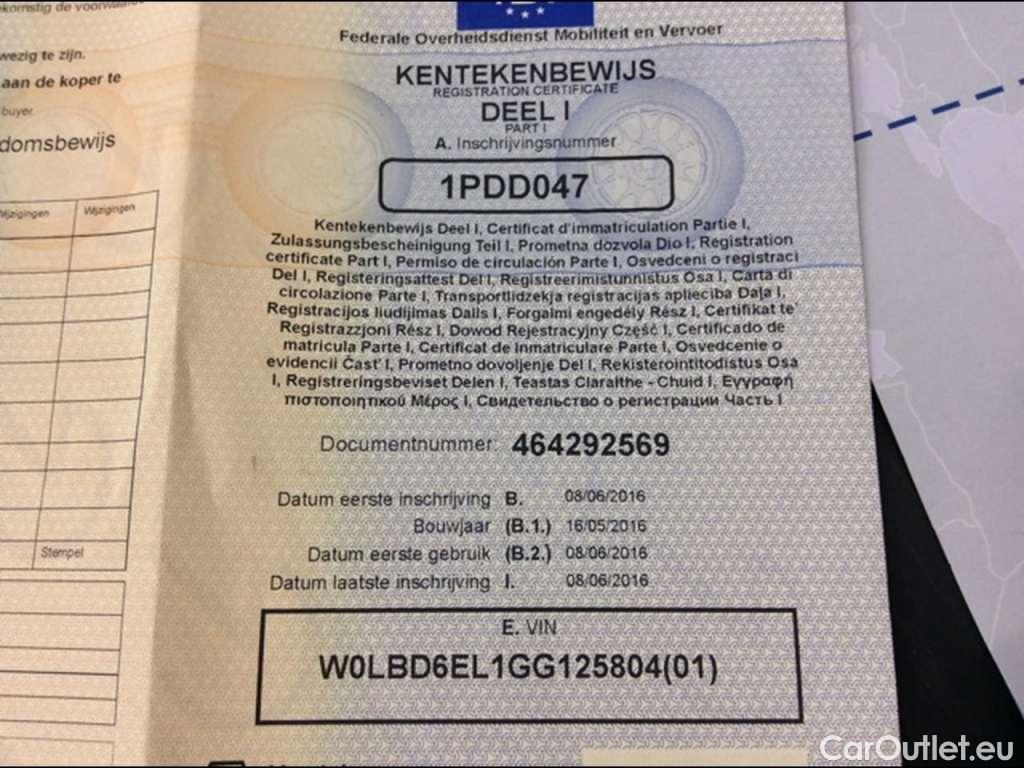 wezig te zijn.
aan de koper te
buyer.
domsbewijs
Wijzigingen
Wijzigingen
Stempel
Federale Overheidsdienst Mobiliteit en Vervoer
KENTEKENBEWIJS
REGISTRATION CERTIFICATE
DEEL I
PART I
A. Inschrijvingsnummer
1PDD047
Kentekenbewijs Deel I, Certificat d'immatriculation Partie I,
Zulassungsbescheinigung Teil I, Prometna dozvola Dio I, Registration
certificate Part I, Permiso de circulación Parte I, Osvedceni o registraci
Del I, Registeringsattest Del I, Registreerimistunnistus Osa I, Carta di
circolazione Parte I, Transportlidzekja registracijas aplieciba Daļa I,
Registracijos liudijimas Dalis I, Forgalmi engedély Rész I, Certifikat te'
Registrazzjoni Rész I, Dowod Rejestracyjny Część I, Certificado de
matricula Parte I, Certificat de Inmatriculare Parte I, Osvedcenie o
evidencii Časť I, Prometno dovoljenje Del I, Rekisterointitodistus Osa
I, Registreringsbeviset Delen I, Teastas Claraithe - Chuid I, Εγγραφή
πιστοποιητικού Μέρος I, Свидетельство о регистрации Часть I
Documentnummer: 464292569
Datum eerste inschrijving B. 08/06/2016
Bouwjaar (B.1.) 16/05/2016
Datum eerste gebruik (B.2.) 08/06/2016
Datum laatste inschrijving I. 08/06/2016
E. VIN
W0LBD6EL1GG125804(01)
CarOutlet.eu